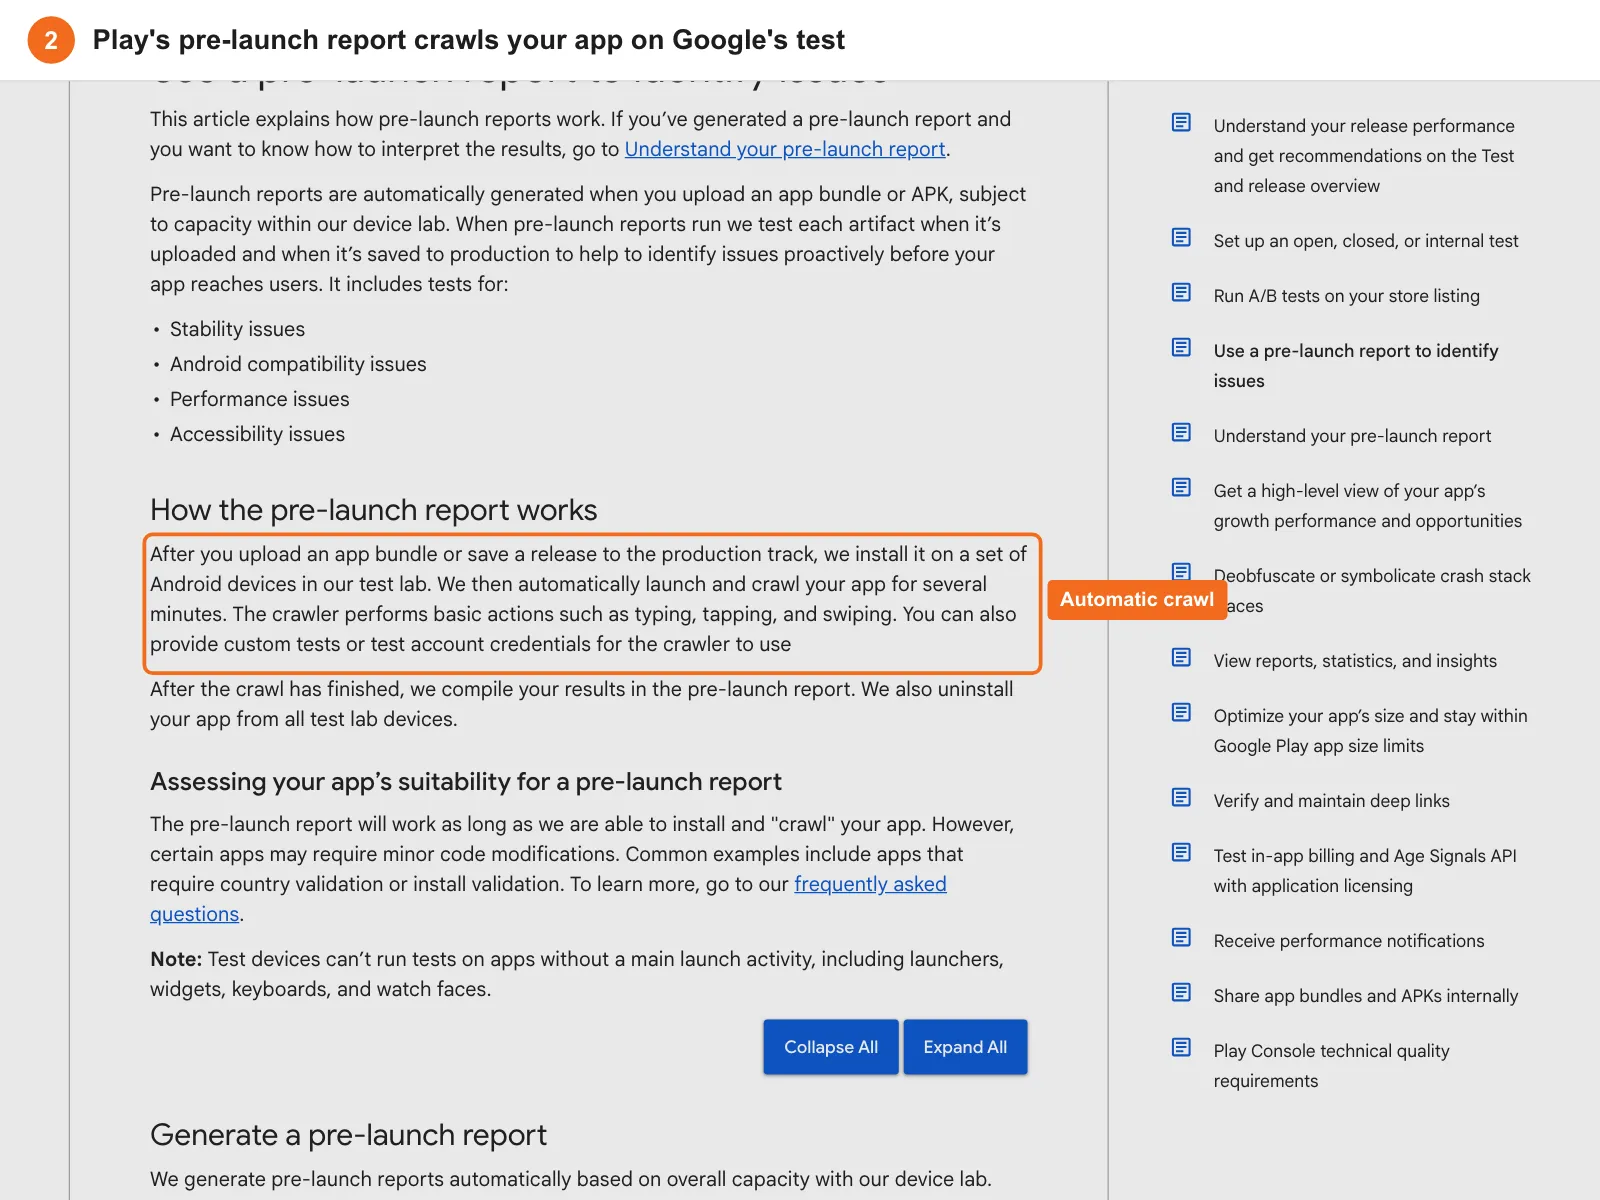 2
Play's pre-launch report crawls your app on Google's test
Use a pre-launch report to identify issues
This article explains how pre-launch reports work. If you’ve generated a pre-launch report and
you want to know how to interpret the results, go to Understand your pre-launch report.
Pre-launch reports are automatically generated when you upload an app bundle or APK, subject
to capacity within our device lab. When pre-launch reports run we test each artifact when it’s
uploaded and when it’s saved to production to help to identify issues proactively before your
app reaches users. It includes tests for:
• Stability issues
• Android compatibility issues
• Performance issues
• Accessibility issues
How the pre-launch report works
After you upload an app bundle or save a release to the production track, we install it on a set of
Android devices in our test lab. We then automatically launch and crawl your app for several
minutes. The crawler performs basic actions such as typing, tapping, and swiping. You can also
provide custom tests or test account credentials for the crawler to use
Automatic crawl
After the crawl has finished, we compile your results in the pre-launch report. We also uninstall
your app from all test lab devices.
Assessing your app’s suitability for a pre-launch report
The pre-launch report will work as long as we are able to install and "crawl" your app. However,
certain apps may require minor code modifications. Common examples include apps that
require country validation or install validation. To learn more, go to our frequently asked
questions.
Note: Test devices can’t run tests on apps without a main launch activity, including launchers,
widgets, keyboards, and watch faces.
Collapse All
Expand All
Generate a pre-launch report
We generate pre-launch reports automatically based on overall capacity with our device lab.
Understand your release performance
and get recommendations on the Test
and release overview
Set up an open, closed, or internal test
Run A/B tests on your store listing
Use a pre-launch report to identify
issues
Understand your pre-launch report
Get a high-level view of your app’s
growth performance and opportunities
Deobfuscate or symbolicate crash stack
aces
View reports, statistics, and insights
Optimize your app’s size and stay within
Google Play app size limits
Verify and maintain deep links
Test in-app billing and Age Signals API
with application licensing
Receive performance notifications
Share app bundles and APKs internally
Play Console technical quality
requirements